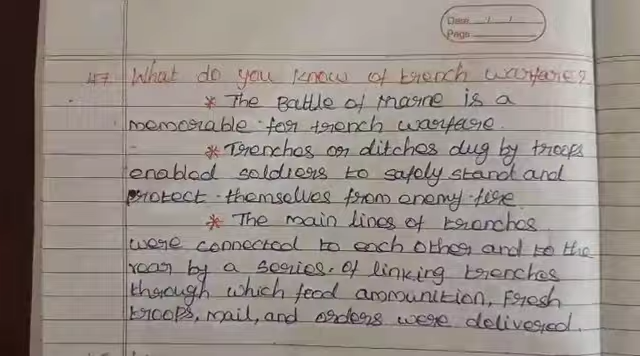 Date / /
Page
47. What do you know of trench warfare?
* The Battle of Marne is a
memorable for trench warfare.
* Trenches or ditches dug by troops
enabled soldiers to safely stand and
protect themselves from enemy fire.
* The main lines of trenches
were connected to each other and to the
rear by a series of linking trenches
through which food ammunition, Fresh
troops, mail, and orders were delivered.